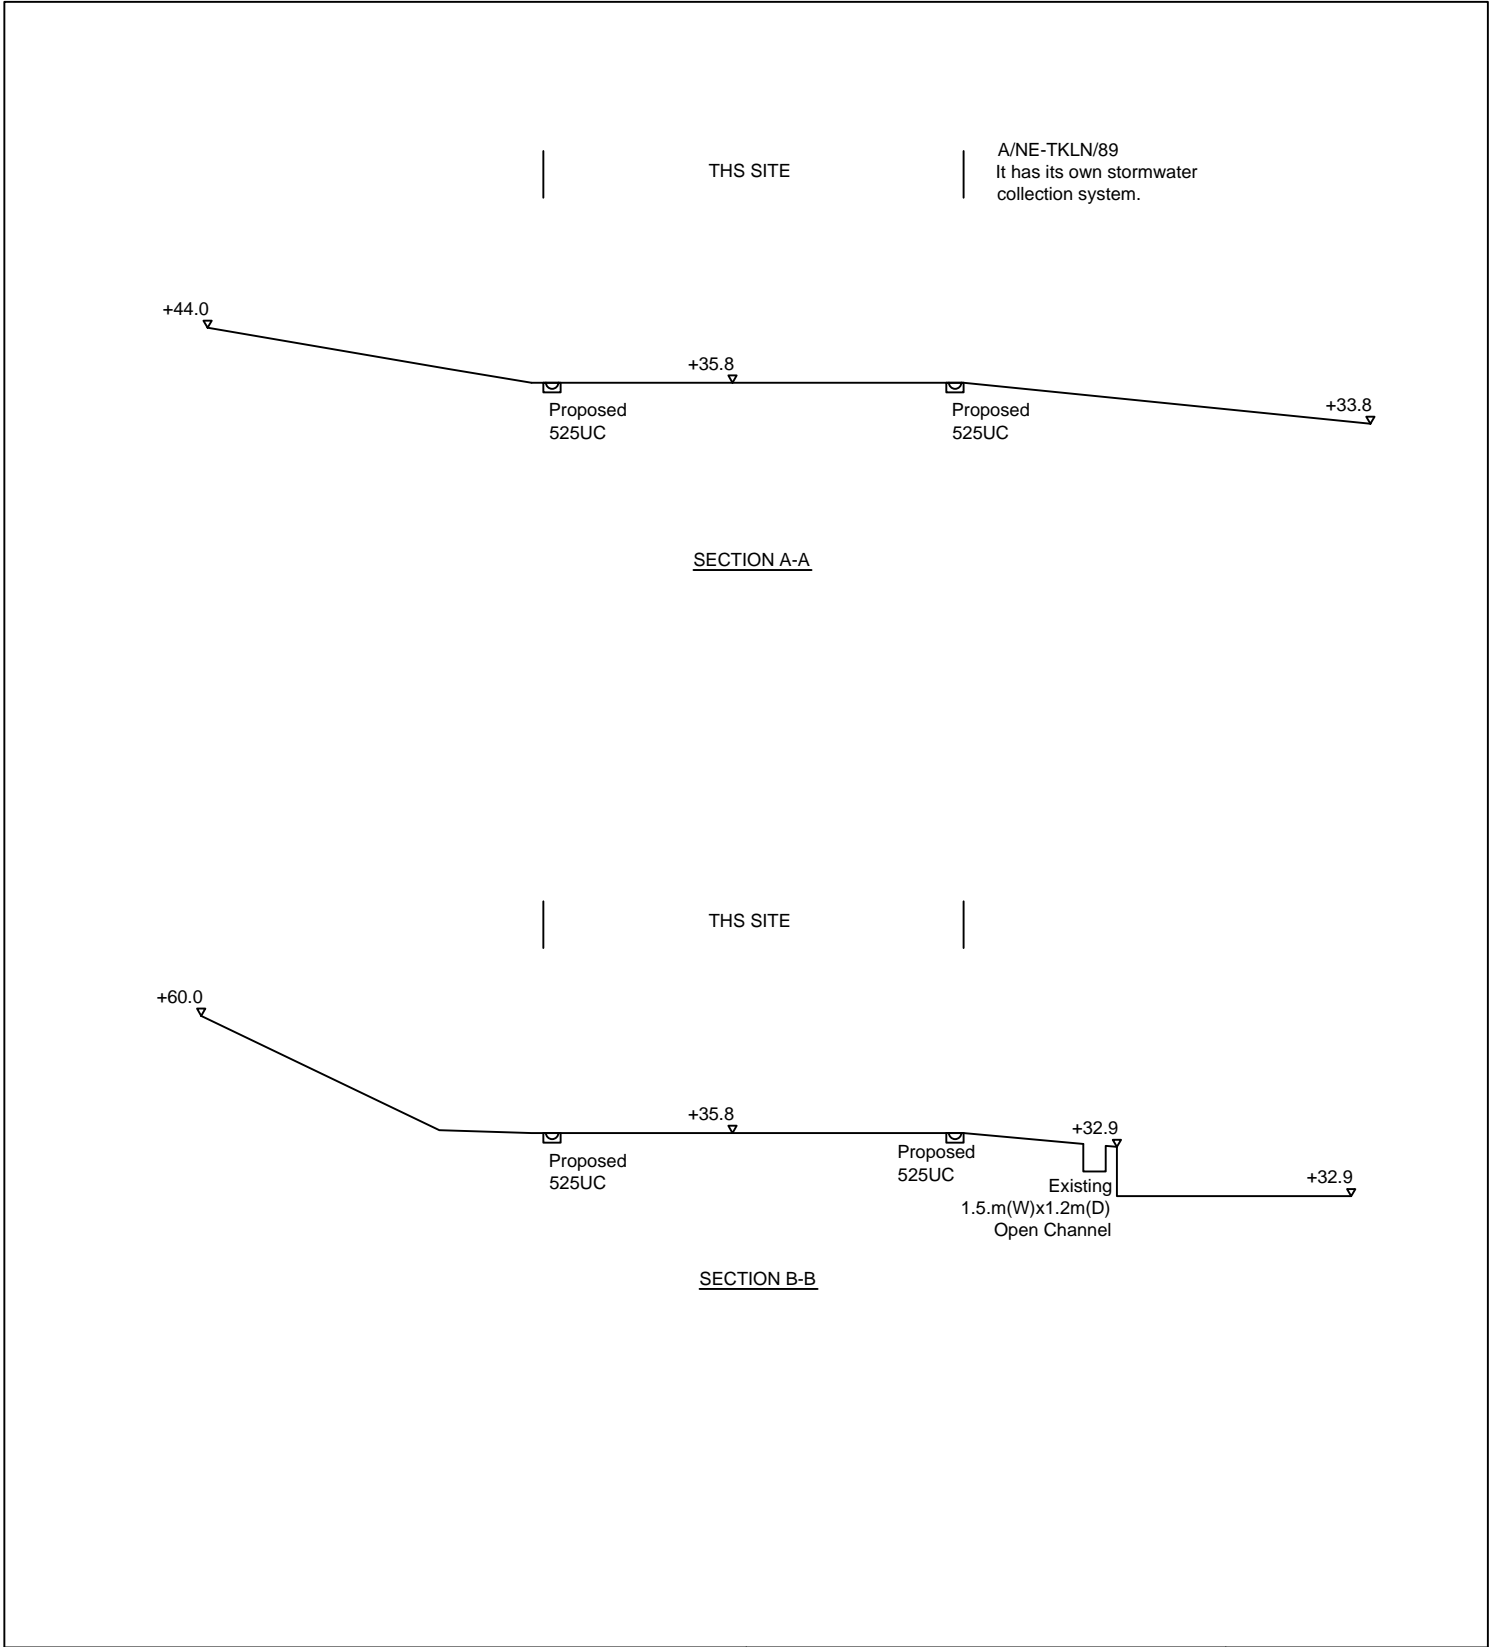 THS SITE
A/NE-TKLN/89
It has its own stormwater
collection system.
+44.0
+35.8
+33.8
Proposed
525UC
Proposed
525UC
SECTION A-A
THS SITE
+60.0
+35.8
+32.9
Proposed
525UC
Proposed
525UC
Existing
1.5.m(W)x1.2m(D)
Open Channel
+32.9
SECTION B-B